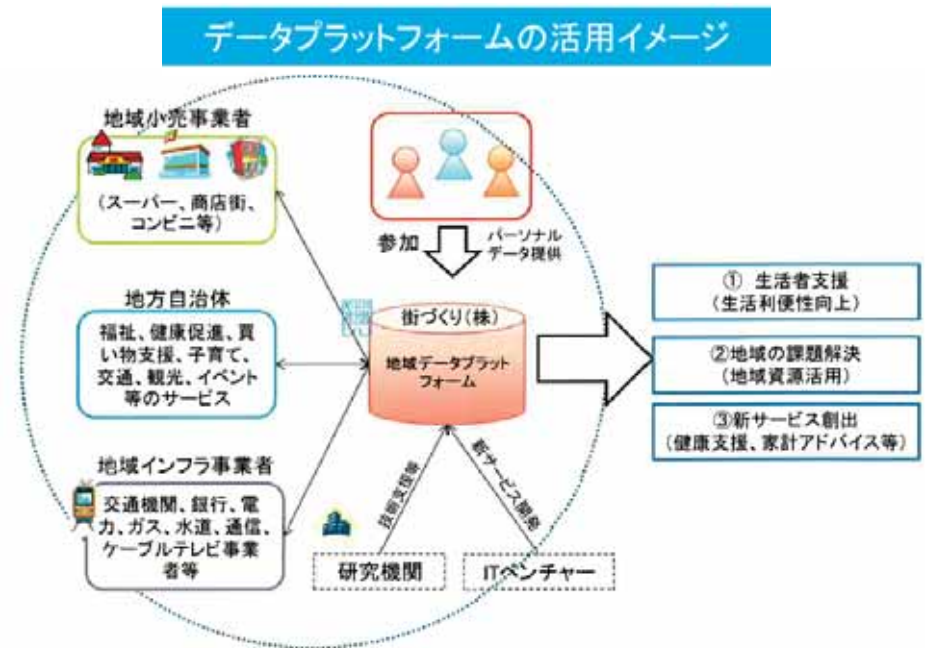 データプラットフォームの活用イメージ
地域小売事業者
(スーパー、商店街、
コンビニ等)
参加
パーソナル
データ提供
地方自治体
福祉、健康促進、買
い物支援、子育て、
交通、観光、イベント
等のサービス
街づくり(株)
地域データプラット
フォーム
① 生活者支援
(生活利便性向上)
②地域の課題解決
(地域資源活用)
③新サービス創出
(健康支援、家計アドバイス等)
地域インフラ事業者
交通機関、銀行、電
力、ガス、水道、通信、
ケーブルテレビ事業
者等
技術支援等
新サービス開発
研究機関
ITベンチャー